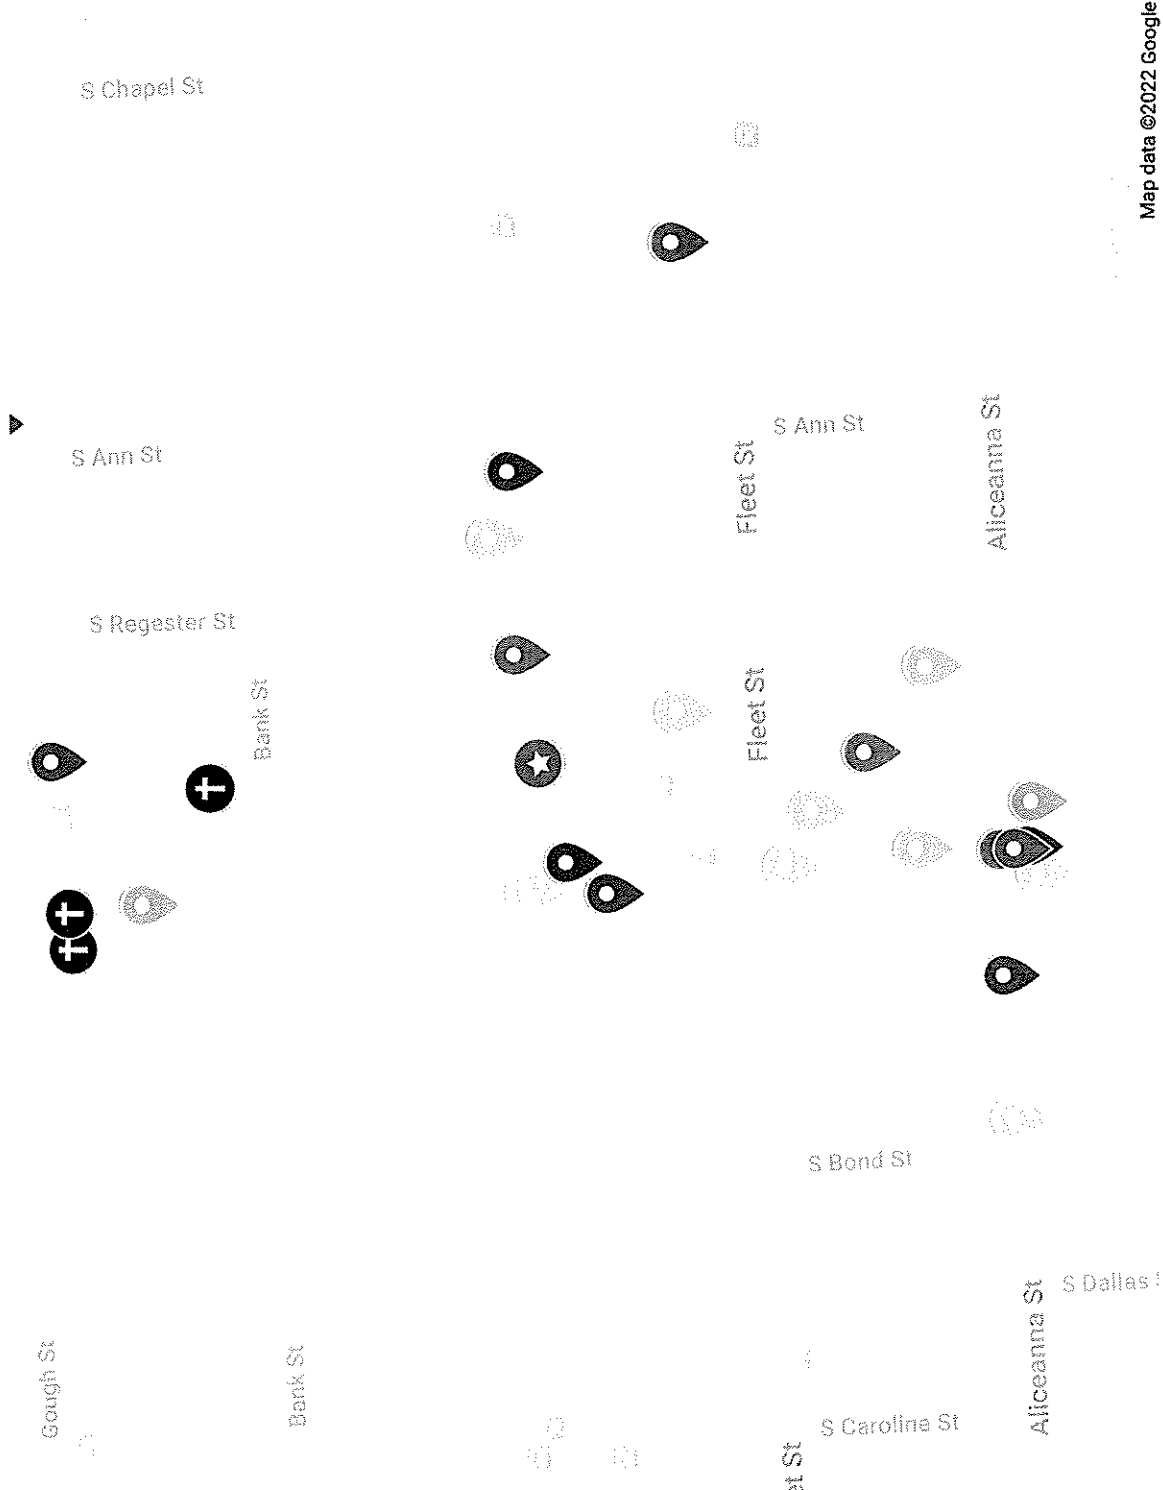 Map data ©2022 Google
S Chapel St
S Ann St
S Ann St
Fleet St
Aliceanna St
S Regester St
Bank St
Fleet St
S Bond St
S Dallas
Aliceanna St
Gough St
Bank St
S Caroline St
St